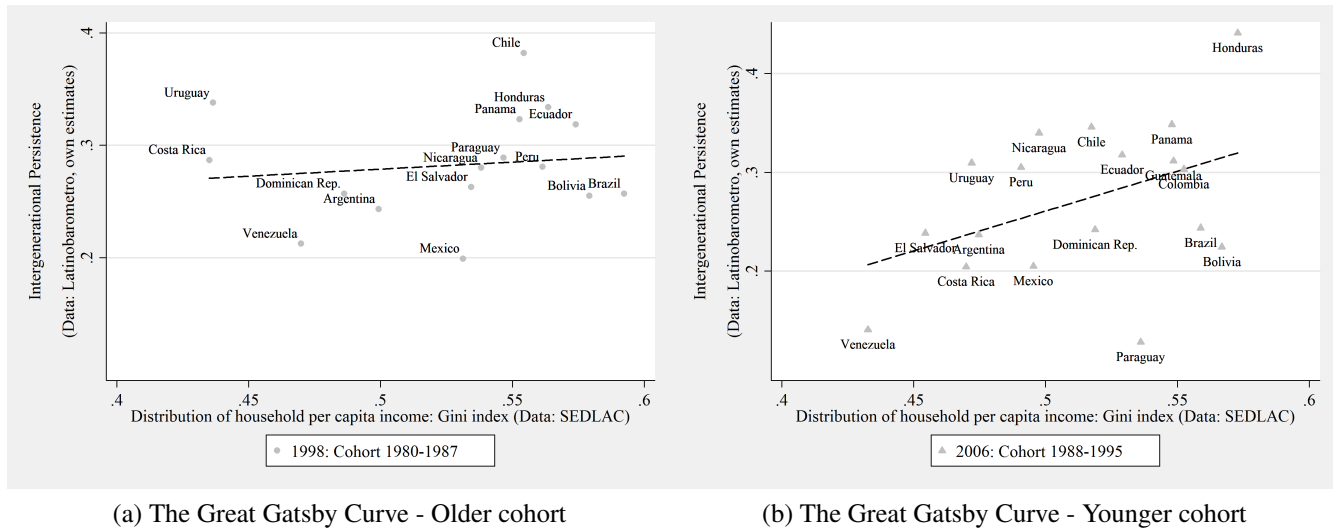 Intergenerational Persistence
(Data: Latinobarometro, own estimates)
.4
.3
.2
Chile
Uruguay
Honduras
Panama
Ecuador
Costa Rica
Paraguay
Nicaragua
Peru
El Salvador
Dominican Rep.
Argentina
Bolivia
Brazil
Venezuela
Mexico
.4
.45
.5
.55
.6
Distribution of household per capita income: Gini index (Data: SEDLAC)
1998: Cohort 1980-1987
(a) The Great Gatsby Curve - Older cohort
Intergenerational Persistence
(Data: Latinobarometro, own estimates)
.4
.3
.2
Honduras
Panama
Chile
Nicaragua
Ecuador
Guatemala
Uruguay
Peru
Colombia
El Salvador
Argentina
Dominican Rep.
Brazil
Bolivia
Costa Rica
Mexico
Venezuela
Paraguay
.4
.45
.5
.55
.6
Distribution of household per capita income: Gini index (Data: SEDLAC)
2006: Cohort 1988-1995
(b) The Great Gatsby Curve - Younger cohort